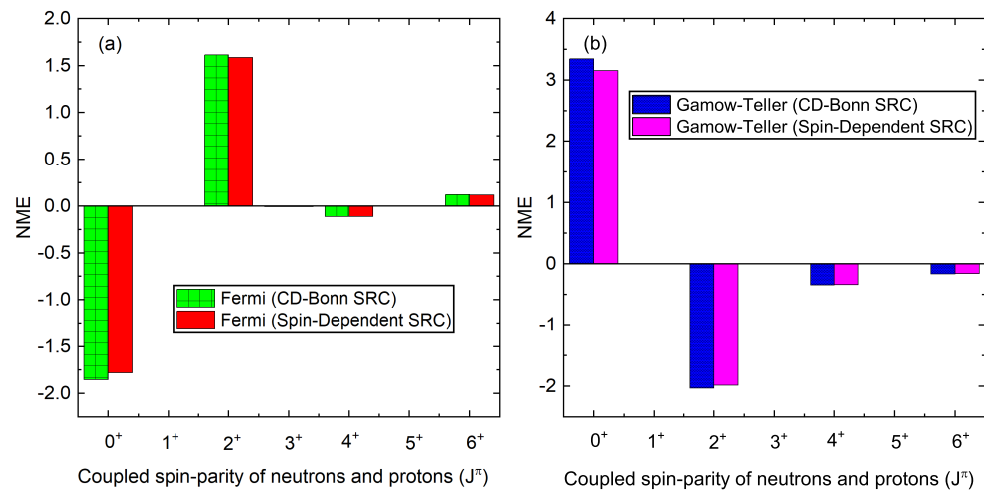 (a)
NME
2.0
1.5
1.0
0.5
0.0
-0.5
-1.0
-1.5
-2.0
Fermi (CD-Bonn SRC)
Fermi (Spin-Dependent SRC)
0⁺ 1⁺ 2⁺ 3⁺ 4⁺ 5⁺ 6⁺
Coupled spin-parity of neutrons and protons (Jᵖⁱ)
(b)
NME
4
3
2
1
0
-1
-2
Gamow-Teller (CD-Bonn SRC)
Gamow-Teller (Spin-Dependent SRC)
0⁺ 1⁺ 2⁺ 3⁺ 4⁺ 5⁺ 6⁺
Coupled spin-parity of neutrons and protons (J^π)